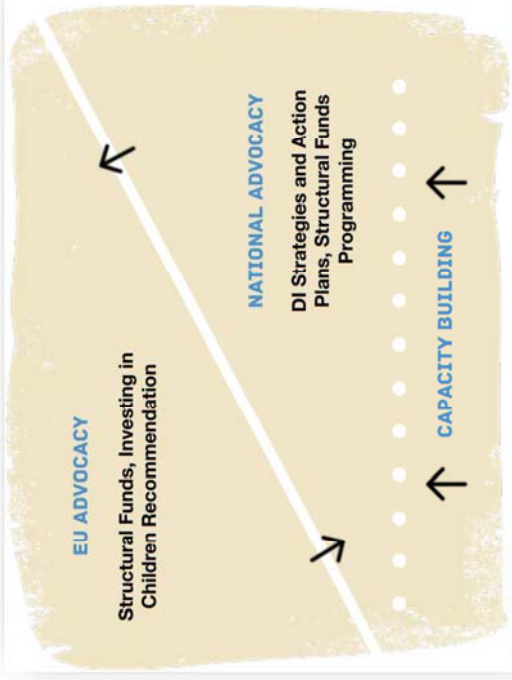 EU ADVOCACY
Structural Funds, Investing in
Children Recommendation
NATIONAL ADVOCACY
DI Strategies and Action
Plans, Structural Funds
Programming
CAPACITY BUILDING